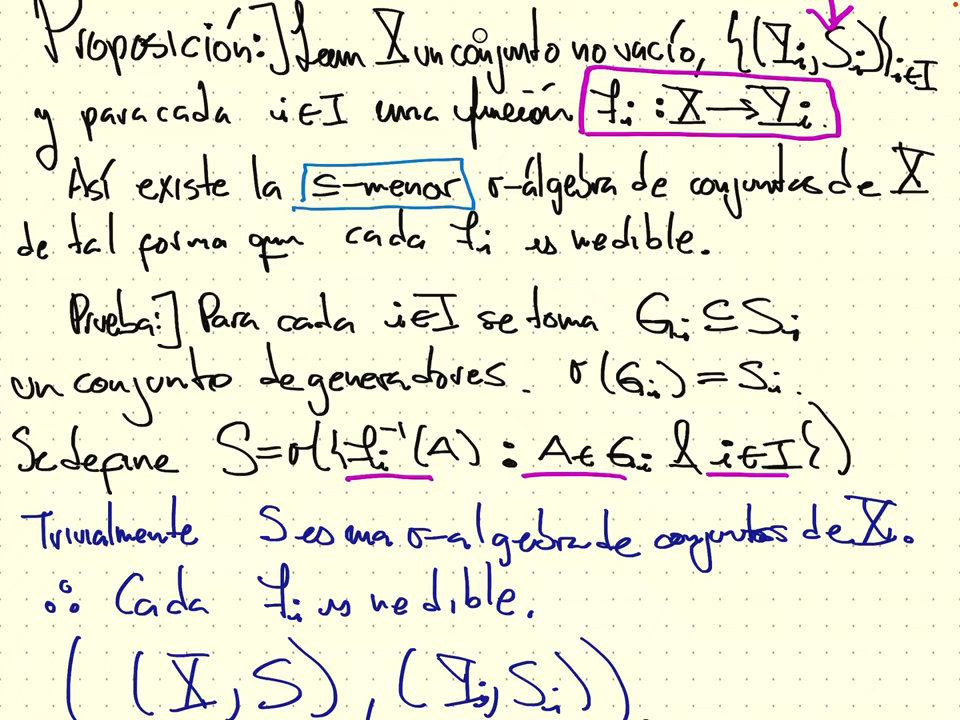 Proposición:] Sean X un conjunto no vacío, {(Yi, Si)}i∈I
y para cada i∈I una función fi : X → Yi.
Así existe la ⊆-menor σ-álgebra de conjuntos de X
de tal forma que cada fi es medible.
Prueba:] Para cada i∈I se toma Gi ⊆ Si
un conjunto de generadores. σ(Gi) = Si.
Se define S = σ({fi⁻¹(A) : A∈Gi & i∈I})
Trivialmente S es una σ-algebra de conjuntos de X.
∴ Cada fi es medible.
((X, S), (Yi, Si)).